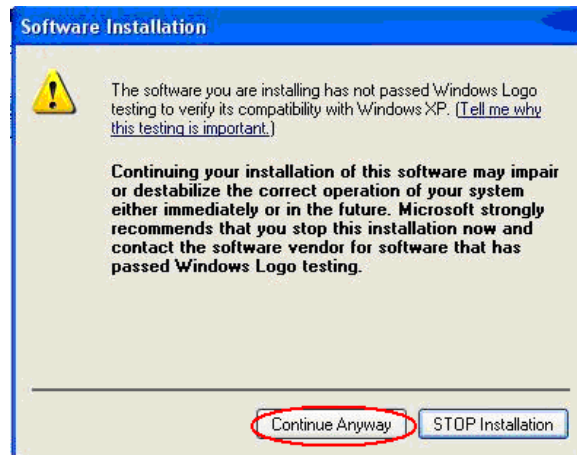 Software Installation
The software you are installing has not passed Windows Logo
testing to verify its compatibility with Windows XP. (Tell me why
this testing is important.)
Continuing your installation of this software may impair
or destabilize the correct operation of your system
either immediately or in the future. Microsoft strongly
recommends that you stop this installation now and
contact the software vendor for software that has
passed Windows Logo testing.
Continue Anyway STOP Installation